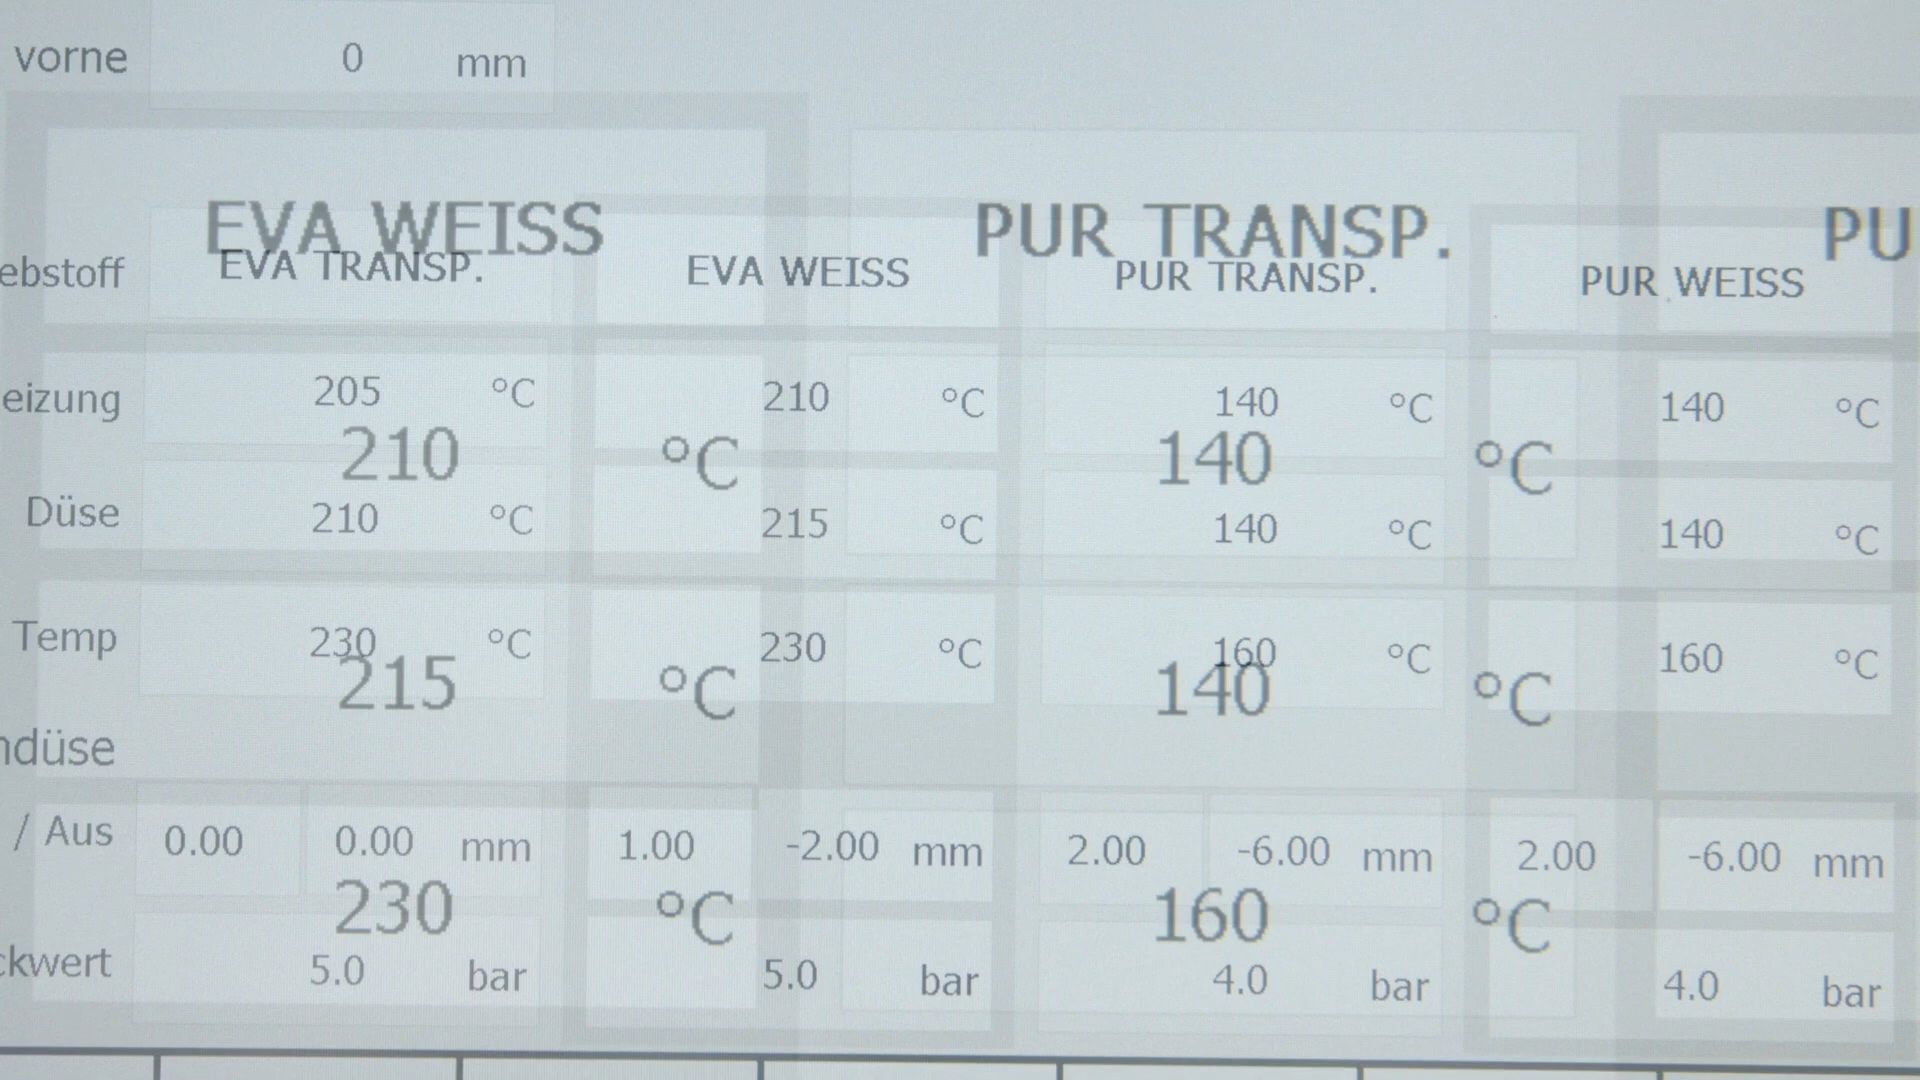 vorne 0 mm
EVA WEISS PUR TRANSP. PU
ebstoff EVA TRANSP. EVA WEISS PUR TRANSP. PUR WEISS
eizung 205 °C 210 °C 140 °C 140 °C
210 °C 140 °C
Düse 210 °C 215 °C 140 °C 140 °C
Temp 230 °C 230 °C 160 °C 160 °C
215 °C 140 °C
ndüse
/ Aus 0.00 0.00 mm 1.00 -2.00 mm 2.00 -6.00 mm 2.00 -6.00 mm
230 °C 160 °C
ckwert 5.0 bar 5.0 bar 4.0 bar 4.0 bar